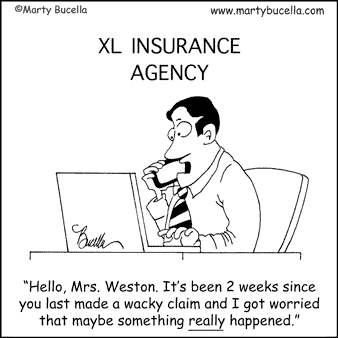 ©Marty Bucella www.martybucella.com
XL INSURANCE
AGENCY
Bucella
“Hello, Mrs. Weston. It’s been 2 weeks since
you last made a wacky claim and I got worried
that maybe something really happened.”